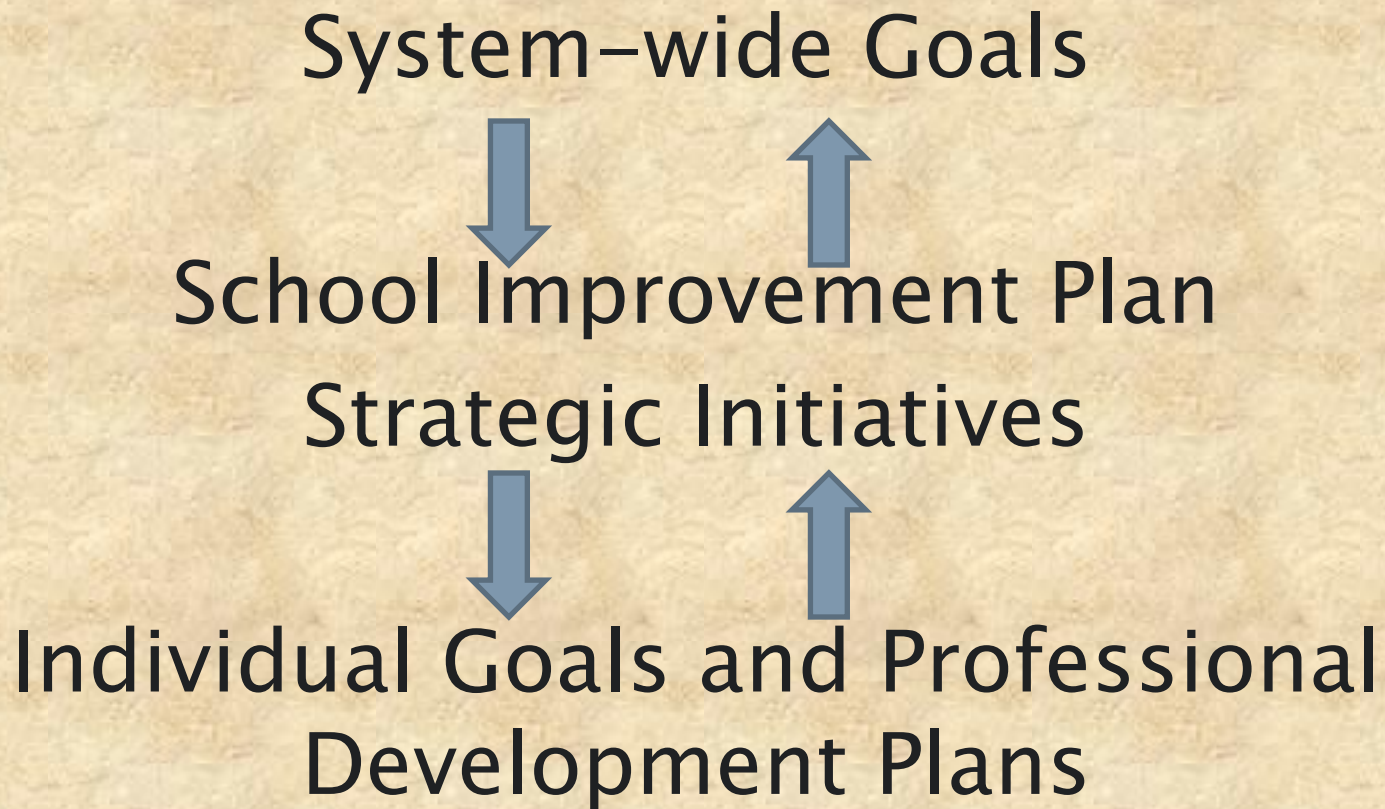 System-wide Goals
School Improvement Plan
Strategic Initiatives
Individual Goals and Professional
Development Plans